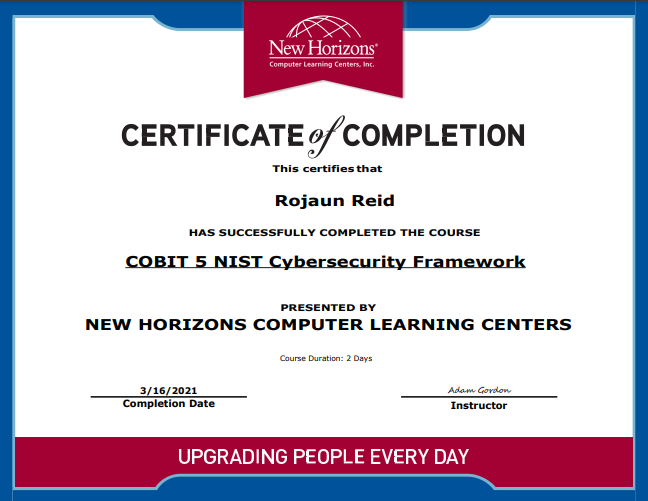 New Horizons®
Computer Learning Centers, Inc.
CERTIFICATE of COMPLETION
This certifies that
Rojaun Reid
HAS SUCCESSFULLY COMPLETED THE COURSE
COBIT 5 NIST Cybersecurity Framework
PRESENTED BY
NEW HORIZONS COMPUTER LEARNING CENTERS
Course Duration: 2 Days
3/16/2021
Completion Date
Adam Gordon
Instructor
UPGRADING PEOPLE EVERY DAY